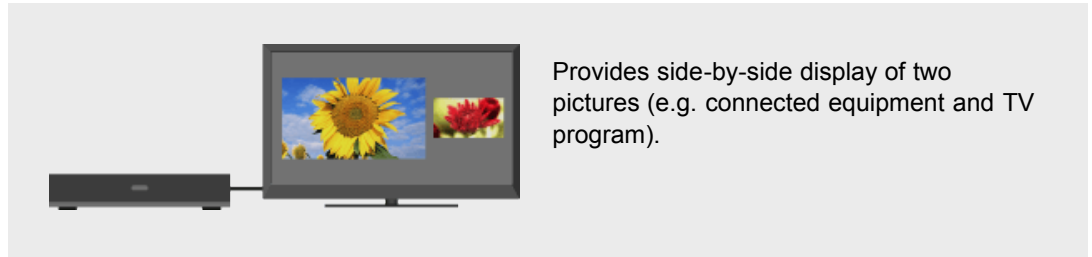 Provides side-by-side display of two
pictures (e.g. connected equipment and TV
program).